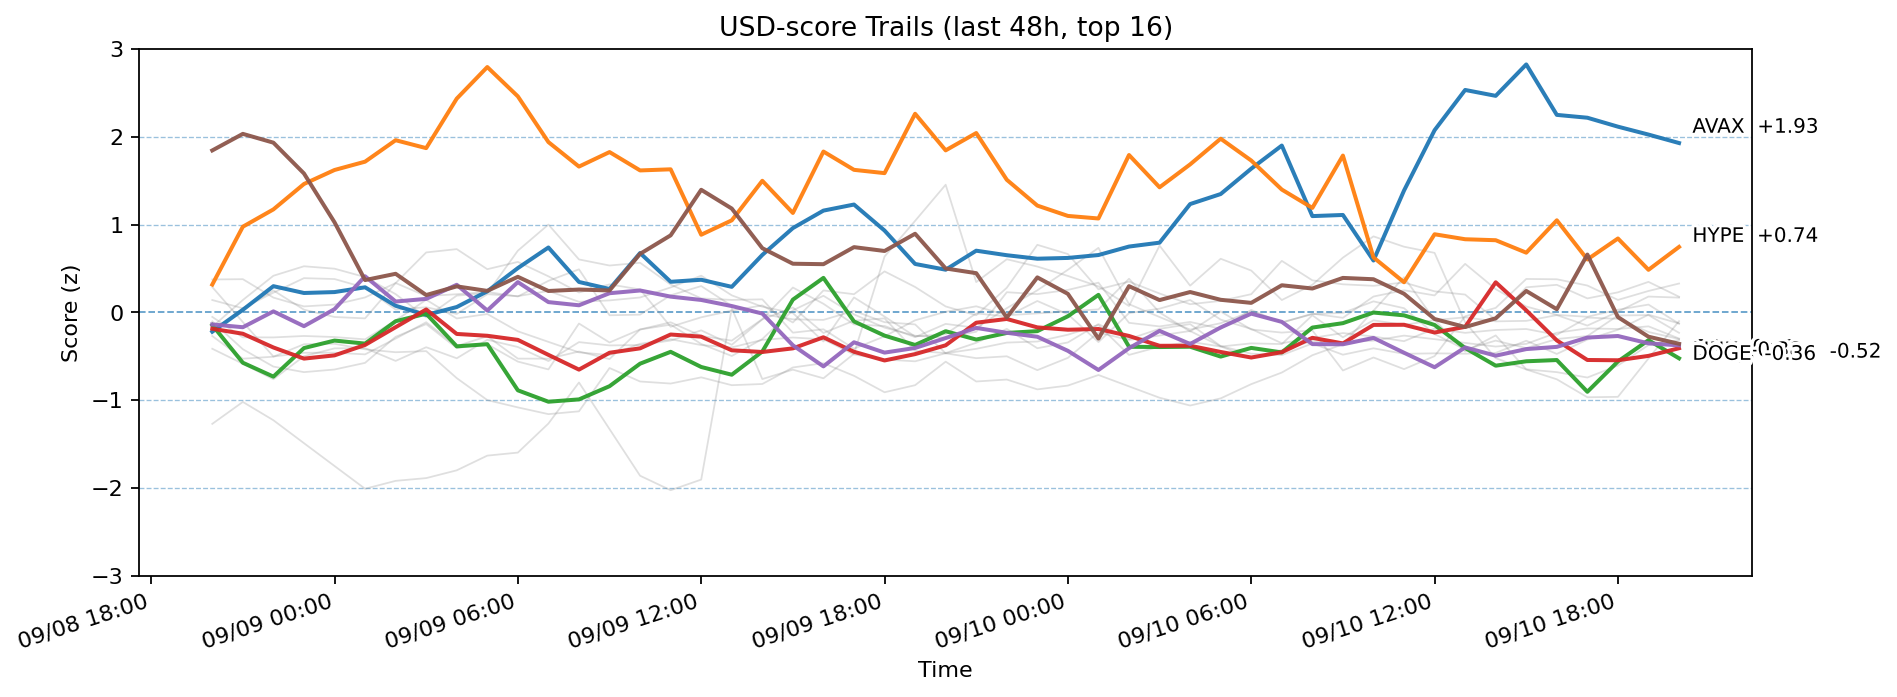 USD-score Trails (last 48h, top 16)
3
2
1
0
−1
−2
−3
Score (z)
AVAX +1.93
HYPE +0.74
DOGE -0.36
-0.52
09/08 18:00
09/09 00:00
09/09 06:00
09/09 12:00
09/09 18:00
09/10 00:00
09/10 06:00
09/10 12:00
09/10 18:00
Time